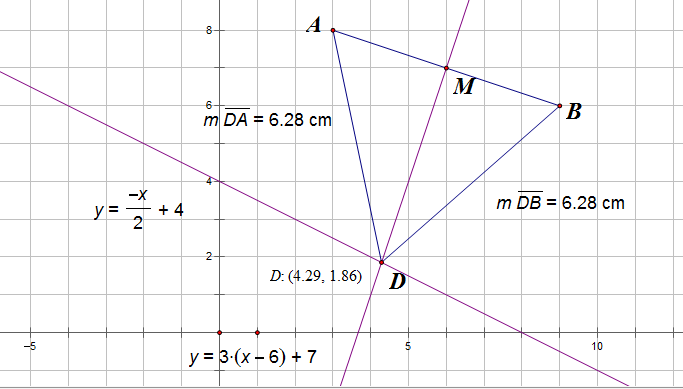 8
A
M
6
B
m DA = 6.28 cm
4
y = -x/2 + 4
m DB = 6.28 cm
2
D: (4.29, 1.86)
D
-5
5
10
y = 3·(x – 6) + 7